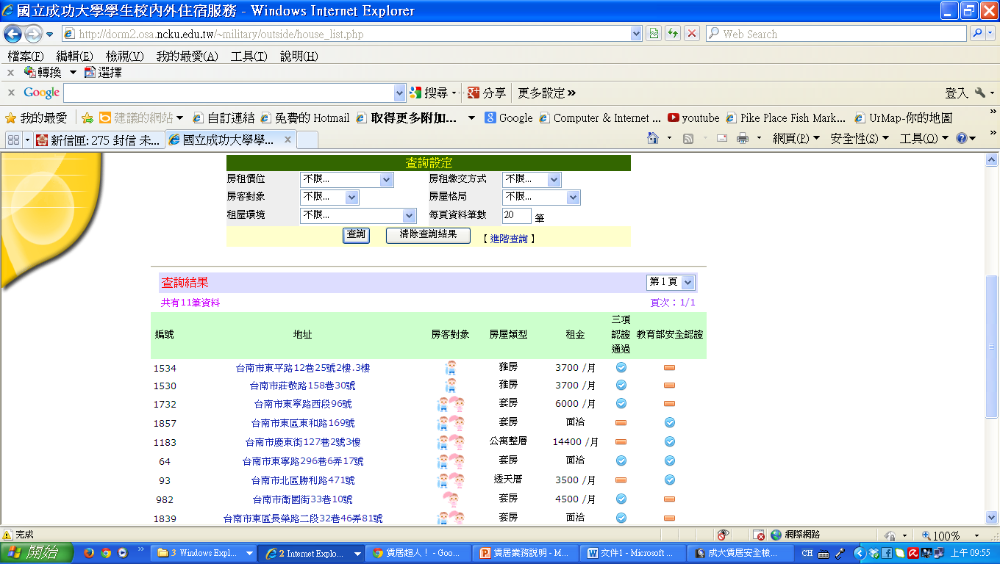 國立成功大學學生校內外住宿服務 - Windows Internet Explorer
http://dorm2.osa.ncku.edu.tw/~military/outside/house_list.php Web Search
檔案(F) 編輯(E) 檢視(V) 我的最愛(A) 工具(T) 說明(H)
x 轉換 選擇
x Google 搜尋 分享 更多設定 » 登入
我的最愛 建議的網站 自訂連結 免費的 Hotmail 取得更多附加... Google Computer & Internet ... youtube Pike Place Fish Mark... UrMap-你的地圖 »
新信匣: 275 封信 未... 國立成功大學學... x 網頁(P) 安全性(S) 工具(O) »
查詢設定
房租價位 不限... 房租繳交方式 不限...
房客對象 不限... 房屋格局 不限...
租屋環境 不限... 每頁資料筆數 20 筆
查詢 清除查詢結果 【 進階查詢 】
查詢結果 第 1 頁
共有11筆資料 頁次：1/1
編號 地址 房客對象 房屋類型 租金 三項認證通過 教育部安全認證
1534 台南市東平路12巷25號2樓.3樓 雅房 3700 /月
1530 台南市莊敬路158巷30號 雅房 3700 /月
1732 台南市東寧路西段96號 套房 6000 /月
1857 台南市東區東和路169號 套房 面洽
1183 台南市慶東街127巷2號3樓 公寓整層 14400 /月
64 台南市東寧路296巷6弄17號 套房 面洽
93 台南市北區勝利路471號 透天厝 3500 /月
982 台南市衛國街33巷10號 套房 4500 /月
1839 台南市東區長榮路二段32巷46弄81號 套房 面洽
完成 網際網路 100%
開始 » 3 Windows Expl... 2 Internet Explo... 賃居超人！ - Goo... 賃居業務說明 - M... 文件1 - Microsoft ... 成大賃居安全檢... CH 上午 09:55